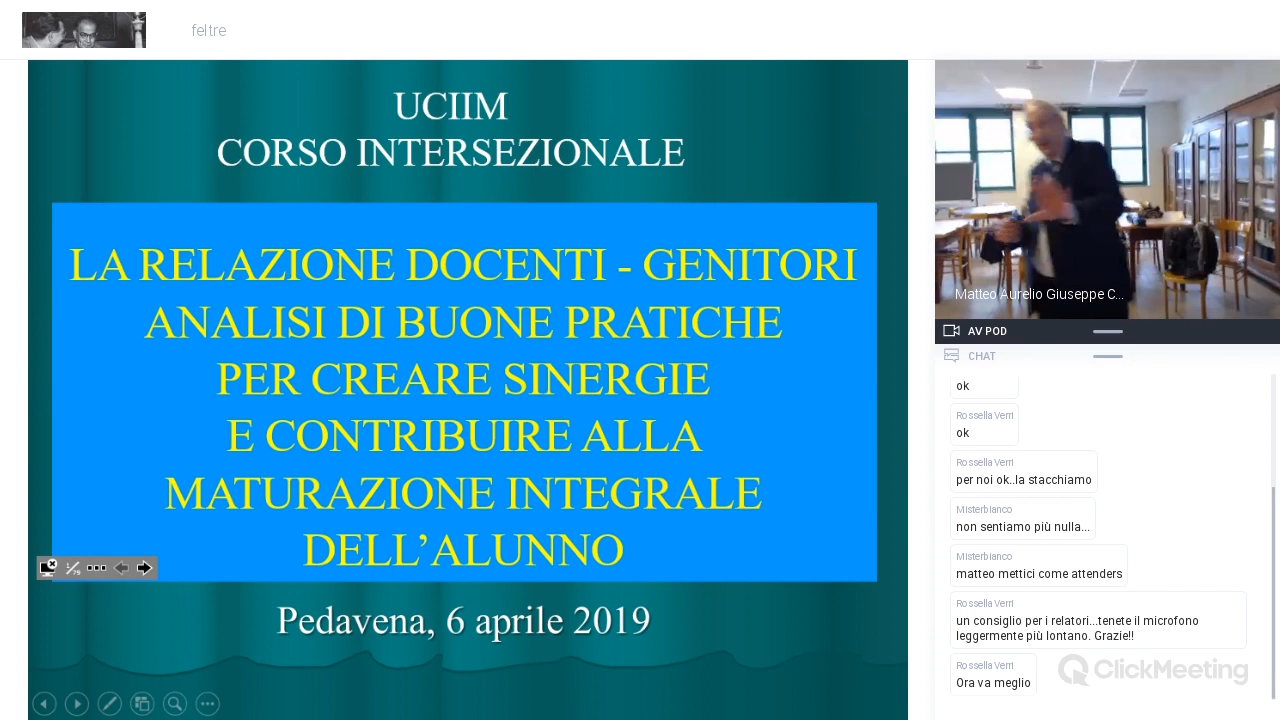 feltre
UCIIM
CORSO INTERSEZIONALE
LA RELAZIONE DOCENTI - GENITORI
ANALISI DI BUONE PRATICHE
PER CREARE SINERGIE
E CONTRIBUIRE ALLA
MATURAZIONE INTEGRALE
DELL’ALUNNO
1/79
Pedavena, 6 aprile 2019
Matteo Aurelio Giuseppe C...
AV POD
CHAT
ok
Rossella Verri
ok
Rossella Verri
per noi ok..la stacchiamo
Misterbianco
non sentiamo più nulla...
Misterbianco
matteo mettici come attenders
Rossella Verri
un consiglio per i relatori...tenete il microfono
leggermente più lontano. Grazie!!
Rossella Verri
Ora va meglio
ClickMeeting